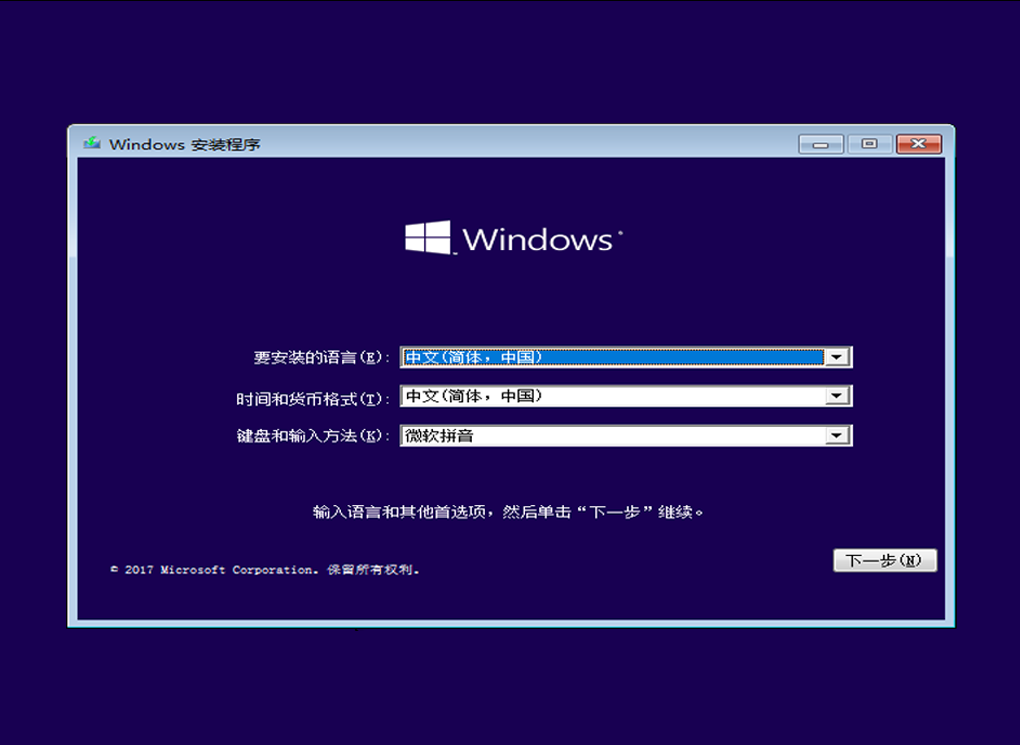 Windows 安装程序
Windows
要安装的语言(E): 中文(简体，中国)
时间和货币格式(T): 中文(简体，中国)
键盘和输入方法(K): 微软拼音
输入语言和其他首选项，然后单击“下一步”继续。
下一步(N)
© 2017 Microsoft Corporation。保留所有权利。